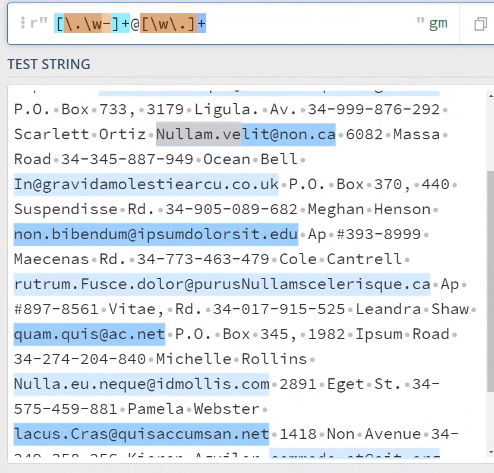 r" [\.\w-]+@[\w\.]+ " gm
TEST STRING
P.O. Box 733, 3179 Ligula. Av. 34-999-876-292
Scarlett Ortiz Nullam.velit@non.ca 6082 Massa
Road 34-345-887-949 Ocean Bell
In@gravidamolestiearcu.co.uk P.O. Box 370, 440
Suspendisse Rd. 34-905-089-682 Meghan Henson
non.bibendum@ipsumdolorsit.edu Ap #393-8999
Maecenas Rd. 34-773-463-479 Cole Cantrell
rutrum.Fusce.dolor@purusNullamscelerisque.ca Ap
#897-8561 Vitae, Rd. 34-017-915-525 Leandra Shaw
quam.quis@ac.net P.O. Box 345, 1982 Ipsum Road
34-274-204-840 Michelle Rollins
Nulla.eu.neque@idmollis.com 2891 Eget St. 34-
575-459-881 Pamela Webster
lacus.Cras@quisaccumsan.net 1418 Non Avenue 34-